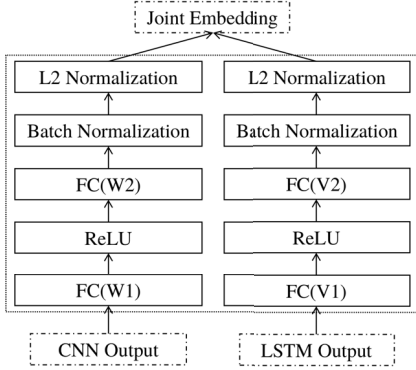 Joint Embedding
L2 Normalization
L2 Normalization
Batch Normalization
Batch Normalization
FC(W2)
FC(V2)
ReLU
ReLU
FC(W1)
FC(V1)
CNN Output
LSTM Output